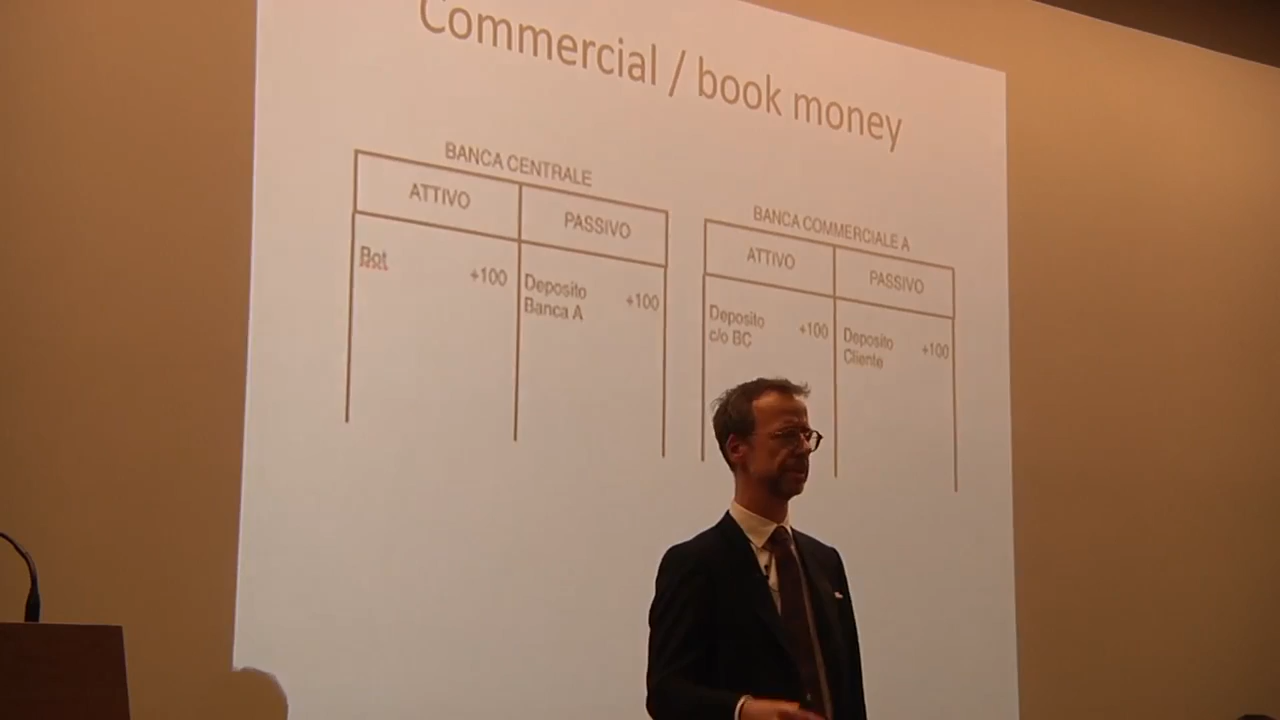 Commercial / book money
BANCA CENTRALE
ATTIVO PASSIVO
Bot +100 Deposito +100
Banca A
BANCA COMMERCIALE A
ATTIVO PASSIVO
Deposito +100 Deposito +100
c/o BC Cliente